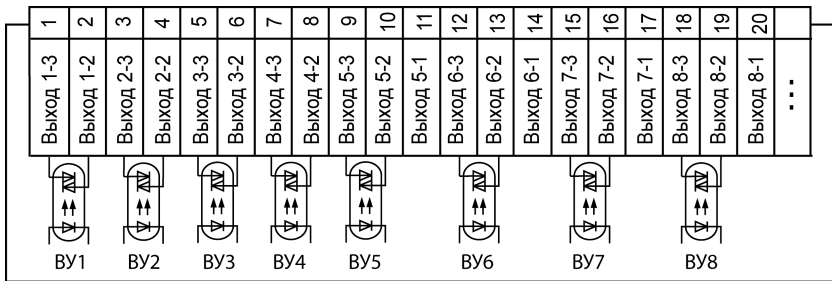 1 2 3 4 5 6 7 8 9 10 11 12 13 14 15 16 17 18 19 20
Выход 1-3 Выход 1-2 Выход 2-3 Выход 2-2 Выход 3-3 Выход 3-2 Выход 4-3 Выход 4-2 Выход 5-3 Выход 5-2 Выход 5-1 Выход 6-3 Выход 6-2 Выход 6-1 Выход 7-3 Выход 7-2 Выход 7-1 Выход 8-3 Выход 8-2 Выход 8-1 ...
ВУ1 ВУ2 ВУ3 ВУ4 ВУ5 ВУ6 ВУ7 ВУ8